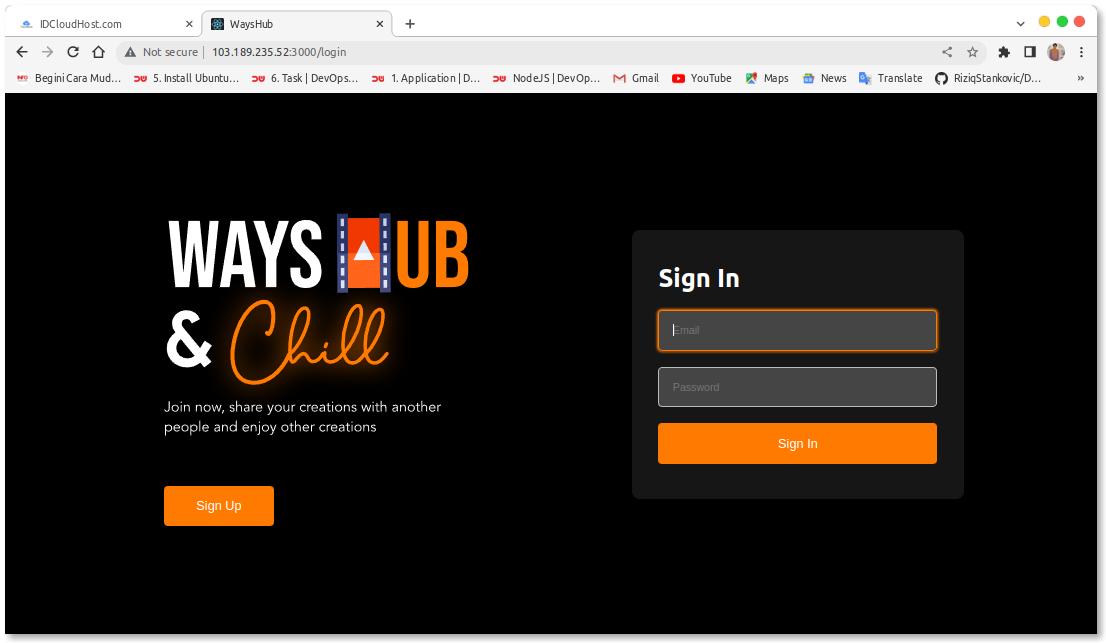 IDCloudHost.com
WaysHub
Not secure
103.189.235.52:3000/login
Begini Cara Mud...
5. Install Ubuntu...
6. Task | DevOps...
1. Application | D...
NodeJS | DevOp...
Gmail
YouTube
Maps
News
Translate
RiziqStankovic/D...
»
WAYS HUB
& Chill
Join now, share your creations with another
people and enjoy other creations
Sign Up
Sign In
Email
Password
Sign In